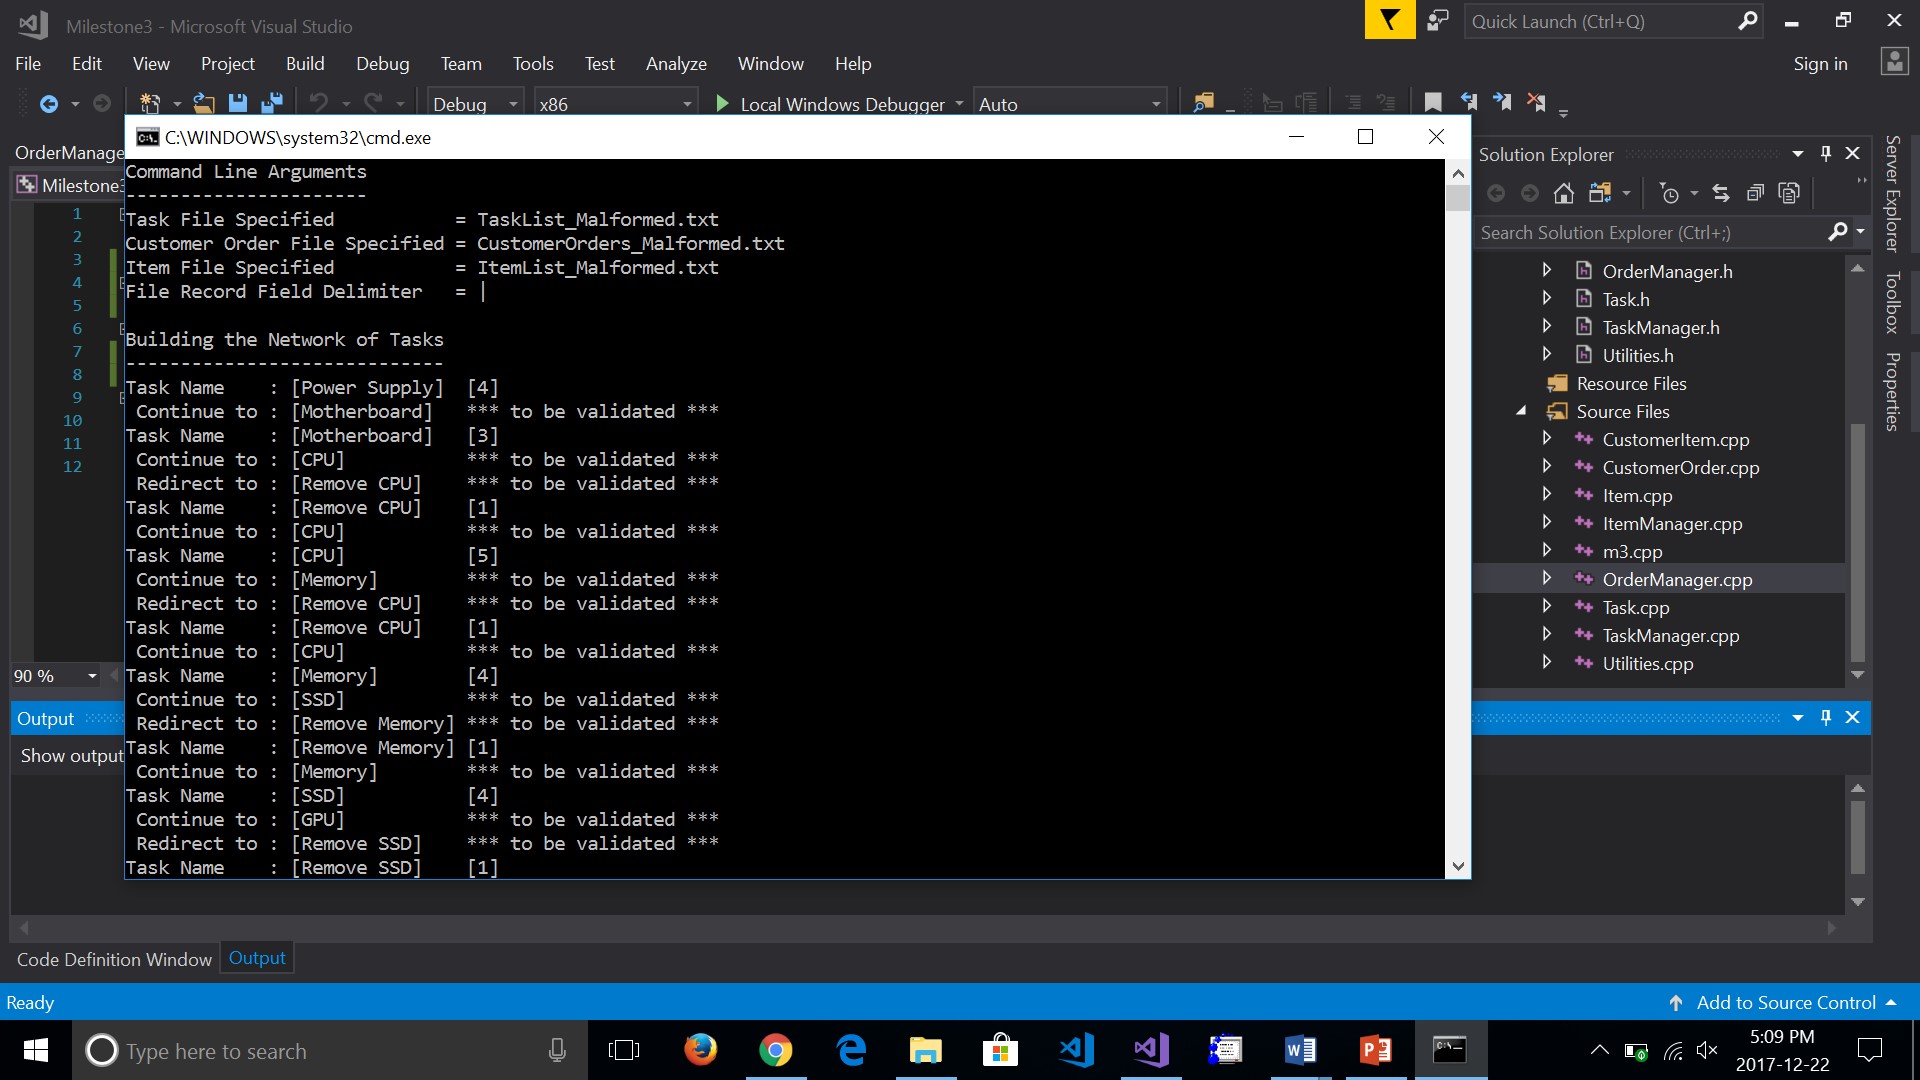 Milestone3 - Microsoft Visual Studio
Quick Launch (Ctrl+Q)
File Edit View Project Build Debug Team Tools Test Analyze Window Help
Sign in
Debug x86 Local Windows Debugger Auto
OrderManage
Milestone3
1
2
3
4
5
6
7
8
9
10
11
12
90 %
C:\WINDOWS\system32\cmd.exe
Command Line Arguments
----------------------
Task File Specified = TaskList_Malformed.txt
Customer Order File Specified = CustomerOrders_Malformed.txt
Item File Specified = ItemList_Malformed.txt
File Record Field Delimiter = |
Building the Network of Tasks
-----------------------------
Task Name : [Power Supply] [4]
Continue to : [Motherboard] *** to be validated ***
Task Name : [Motherboard] [3]
Continue to : [CPU] *** to be validated ***
Redirect to : [Remove CPU] *** to be validated ***
Task Name : [Remove CPU] [1]
Continue to : [CPU] *** to be validated ***
Task Name : [CPU] [5]
Continue to : [Memory] *** to be validated ***
Redirect to : [Remove CPU] *** to be validated ***
Task Name : [Remove CPU] [1]
Continue to : [CPU] *** to be validated ***
Task Name : [Memory] [4]
Continue to : [SSD] *** to be validated ***
Redirect to : [Remove Memory] *** to be validated ***
Task Name : [Remove Memory] [1]
Continue to : [Memory] *** to be validated ***
Task Name : [SSD] [4]
Continue to : [GPU] *** to be validated ***
Redirect to : [Remove SSD] *** to be validated ***
Task Name : [Remove SSD] [1]
Solution Explorer
Search Solution Explorer (Ctrl+;)
OrderManager.h
Task.h
TaskManager.h
Utilities.h
Resource Files
Source Files
CustomerItem.cpp
CustomerOrder.cpp
Item.cpp
ItemManager.cpp
m3.cpp
OrderManager.cpp
Task.cpp
TaskManager.cpp
Utilities.cpp
Server Explorer
Toolbox
Properties
Output
Show output
Code Definition Window Output
Ready
Add to Source Control
Type here to search
5:09 PM
2017-12-22